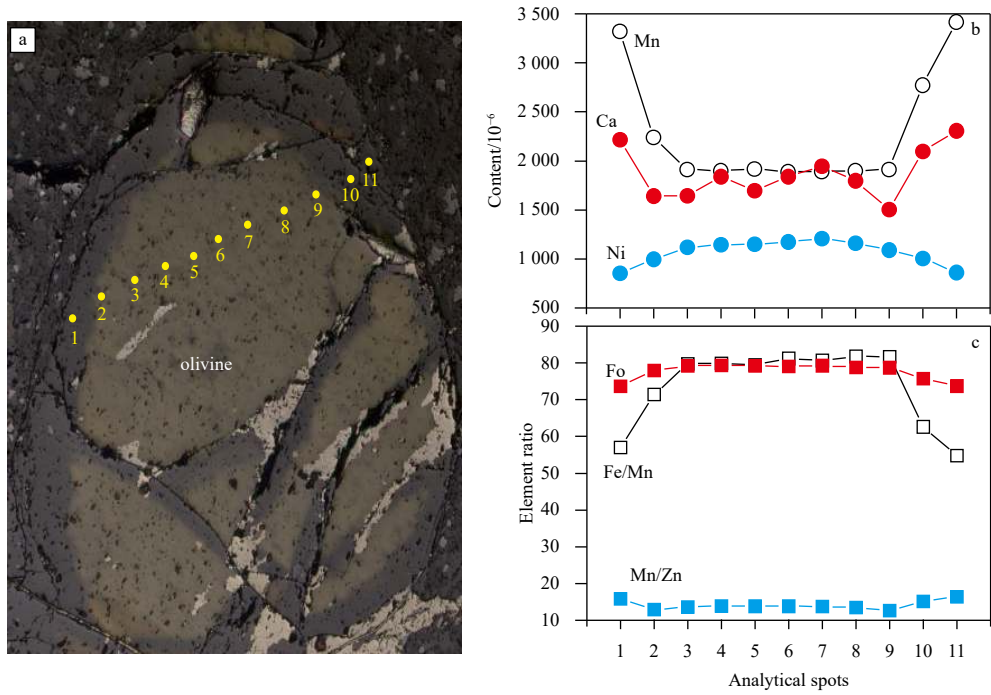 a
1
2
3
4
5
6
7
8
9
10
11
olivine
b
3 500
3 000
2 500
2 000
1 500
1 000
500
Content/10⁻⁶
Mn
Ca
Ni
c
90
80
70
60
50
40
30
20
10
Element ratio
Fo
Fe/Mn
Mn/Zn
1 2 3 4 5 6 7 8 9 10 11
Analytical spots